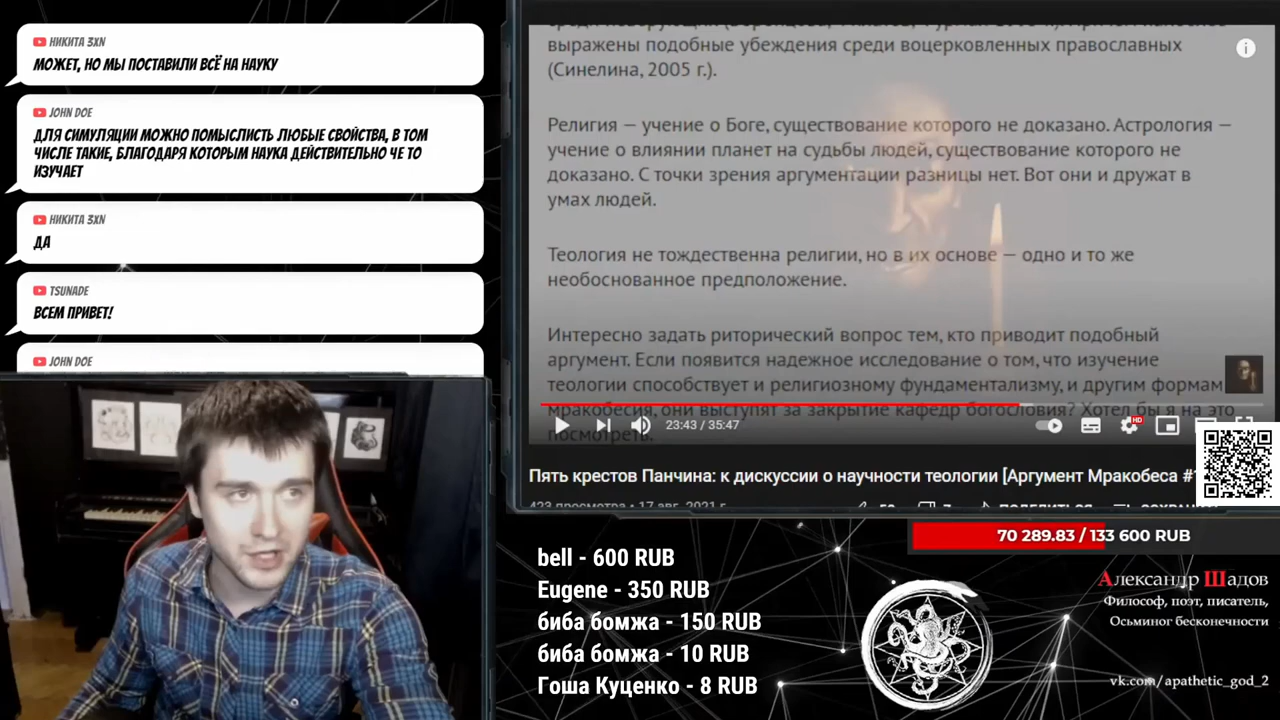 НИКИТА ЗХN
МОЖЕТ, НО МЫ ПОСТАВИЛИ ВСЁ НА НАУКУ
JOHN DOE
ДЛЯ СИМУЛЯЦИИ МОЖНО ПОМЫСЛИСТЬ ЛЮБЫЕ СВОЙСТВА, В ТОМ
ЧИСЛЕ ТАКИЕ, БЛАГОДАРЯ КОТОРЫМ НАУКА ДЕЙСТВИТЕЛЬНО ЧЕ ТО
ИЗУЧАЕТ
НИКИТА ЗХN
ДА
TSUNADE
ВСЕМ ПРИВЕТ!
JOHN DOE
выражены подобные убеждения среди воцерковленных православных
(Синелина, 2005 г.).
Религия — учение о Боге, существование которого не доказано. Астрология —
учение о влиянии планет на судьбы людей, существование которого не
доказано. С точки зрения аргументации разницы нет. Вот они и дружат в
умах людей.
Теология не тождественна религии, но в их основе — одно и то же
необоснованное предположение.
Интересно задать риторический вопрос тем, кто приводит подобный
аргумент. Если появится надежное исследование о том, что изучение
теологии способствует и религиозному фундаментализму, и другим формам
мракобесия, они выступят за закрытие кафедр богословия? Хотел бы я на это
посмотреть.
23:43 / 35:47
HD
Пять крестов Панчина: к дискуссии о научности теологии [Аргумент Мракобеса #
423 просмотра • 17 авг. 2021 г.
70 289.83 / 133 600 RUB
bell - 600 RUB
Eugene - 350 RUB
биба бомжа - 150 RUB
биба бомжа - 10 RUB
Гоша Куценко - 8 RUB
Александр Шадов
Философ, поэт, писатель,
Осьминог бесконечности
vk.com/apathetic_god_2